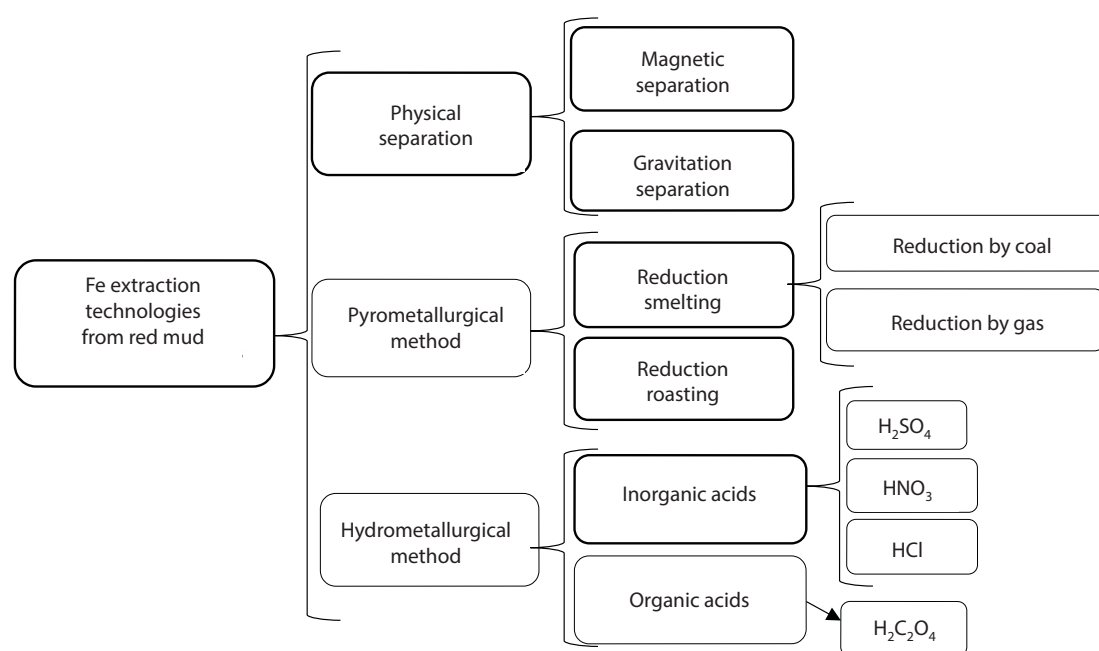 Fe extraction
technologies
from red mud
Physical
separation
Magnetic
separation
Gravitation
separation
Pyrometallurgical
method
Reduction
smelting
Reduction by coal
Reduction by gas
Reduction
roasting
Hydrometallurgical
method
Inorganic acids
H₂SO₄
HNO₃
HCl
Organic acids
H₂C₂O₄